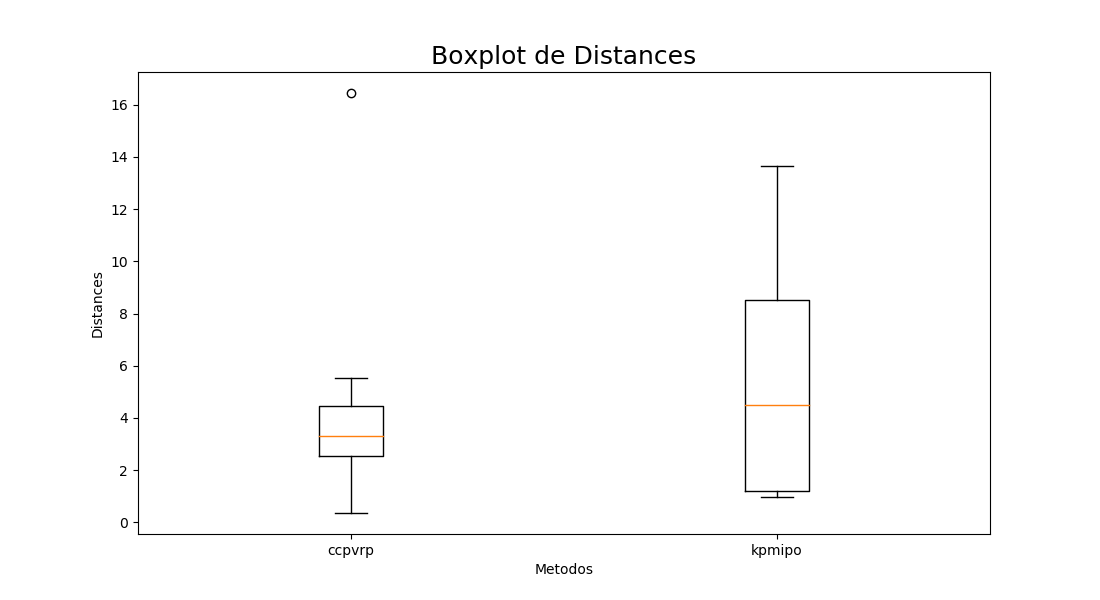 Boxplot de Distances
16
14
12
10
8
6
4
2
0
Distances
ccpvrp
kpmipo
Metodos